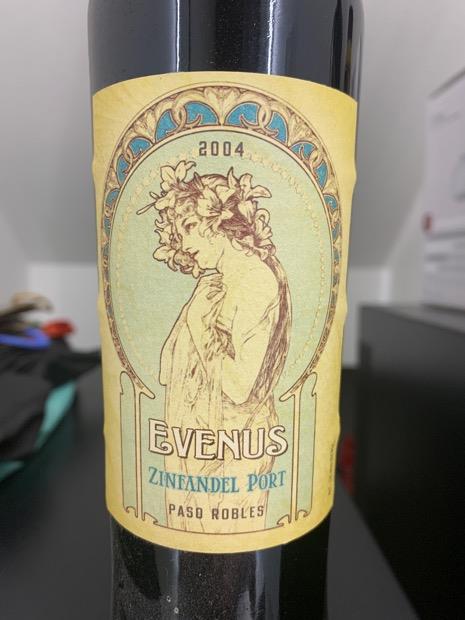 2004
EVENUS
ZINFANDEL PORT
PASO ROBLES